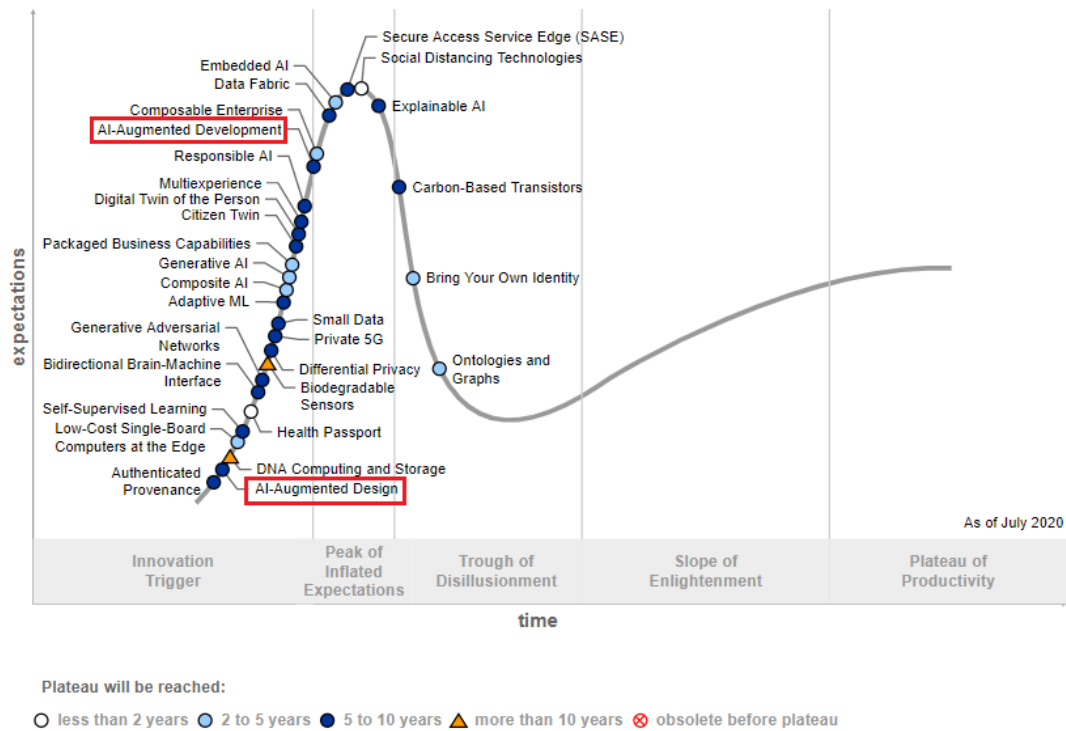 Secure Access Service Edge (SASE)
Social Distancing Technologies
Embedded AI
Data Fabric
Explainable AI
Composable Enterprise
AI-Augmented Development
Responsible AI
Multiexperience
Carbon-Based Transistors
Digital Twin of the Person
Citizen Twin
Packaged Business Capabilities
Generative AI
Bring Your Own Identity
Composite AI
Adaptive ML
Small Data
Generative Adversarial
Networks
Private 5G
Bidirectional Brain-Machine
Interface
Differential Privacy
Biodegradable
Sensors
Ontologies and
Graphs
Self-Supervised Learning
Low-Cost Single-Board
Computers at the Edge
Health Passport
Authenticated
Provenance
DNA Computing and Storage
AI-Augmented Design
expectations
As of July 2020
Innovation
Trigger
Peak of
Inflated
Expectations
Trough of
Disillusionment
Slope of
Enlightenment
Plateau of
Productivity
time
Plateau will be reached:
less than 2 years
2 to 5 years
5 to 10 years
more than 10 years
obsolete before plateau